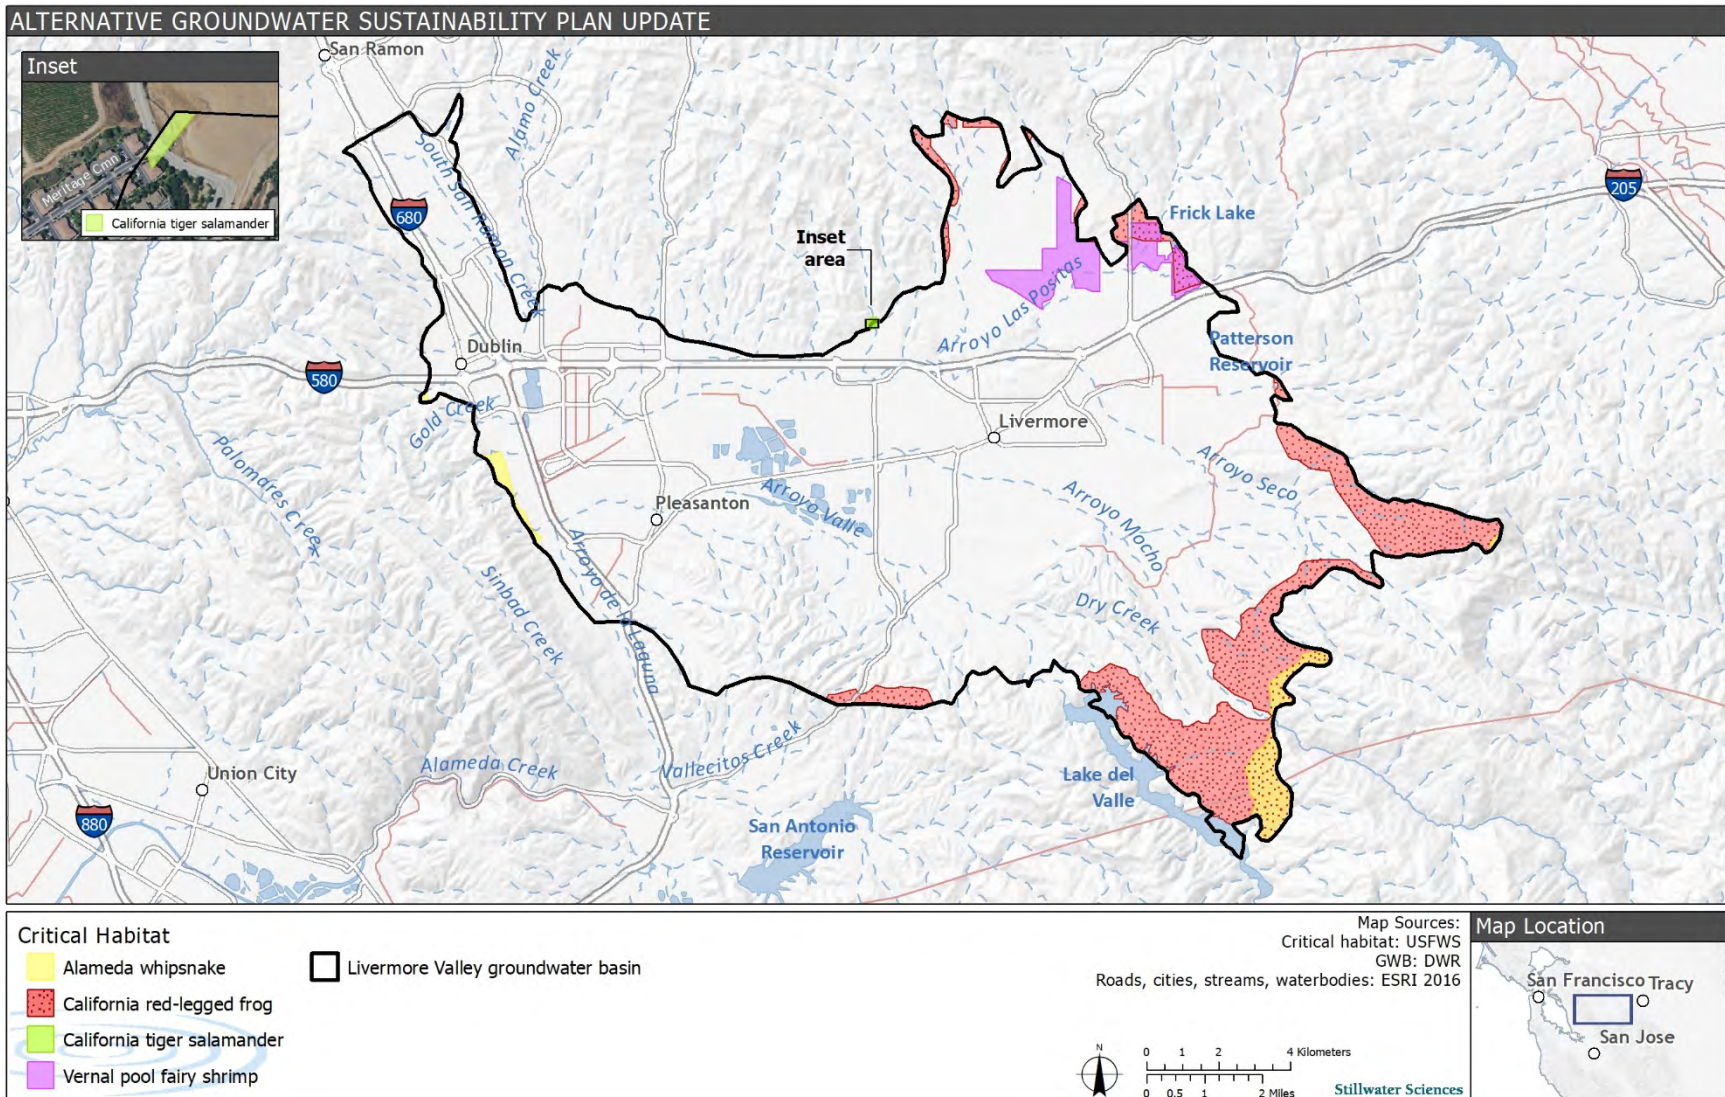 ALTERNATIVE GROUNDWATER SUSTAINABILITY PLAN UPDATE
Inset
Meritage Cmn
California tiger salamander
San Ramon
Alamo Creek
South San Ramon Creek
680
Inset
area
Frick Lake
205
Arroyo Las Positas
Patterson
Reservoir
Dublin
580
Gold Creek
Livermore
Palomares Creek
Arroyo Seco
Arroyo Mocho
Pleasanton
Arroyo Valle
Sinbad Creek
Arroyo de la Laguna
Dry Creek
Vallecitos Creek
Alameda Creek
Union City
880
Lake del
Valle
San Antonio
Reservoir
Critical Habitat
Alameda whipsnake
California red-legged frog
California tiger salamander
Vernal pool fairy shrimp
Livermore Valley groundwater basin
Map Sources:
Critical habitat: USFWS
GWB: DWR
Roads, cities, streams, waterbodies: ESRI 2016
N
0 1 2 4 Kilometers
0 0.5 1 2 Miles
Stillwater Sciences
Map Location
San Francisco
Tracy
San Jose